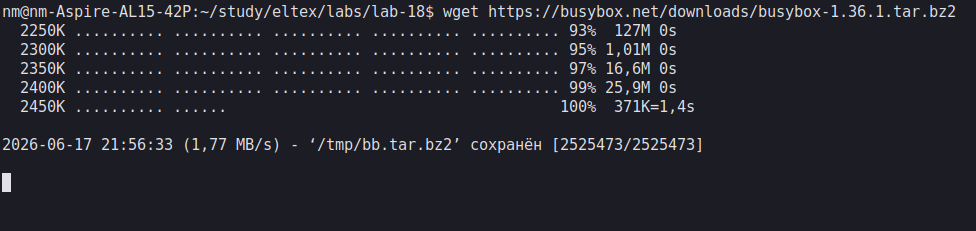 nm@nm-Aspire-AL15-42P:~/study/eltex/labs/lab-18$ wget https://busybox.net/downloads/busybox-1.36.1.tar.bz2
2250K .......... .......... .......... .......... .......... 93%  127M 0s
2300K .......... .......... .......... .......... .......... 95% 1,01M 0s
2350K .......... .......... .......... .......... .......... 97% 16,6M 0s
2400K .......... .......... .......... .......... .......... 99% 25,9M 0s
2450K .......... ......                                     100%  371K=1,4s
2026-06-17 21:56:33 (1,77 MB/s) - ‘/tmp/bb.tar.bz2’ сохранён [2525473/2525473]